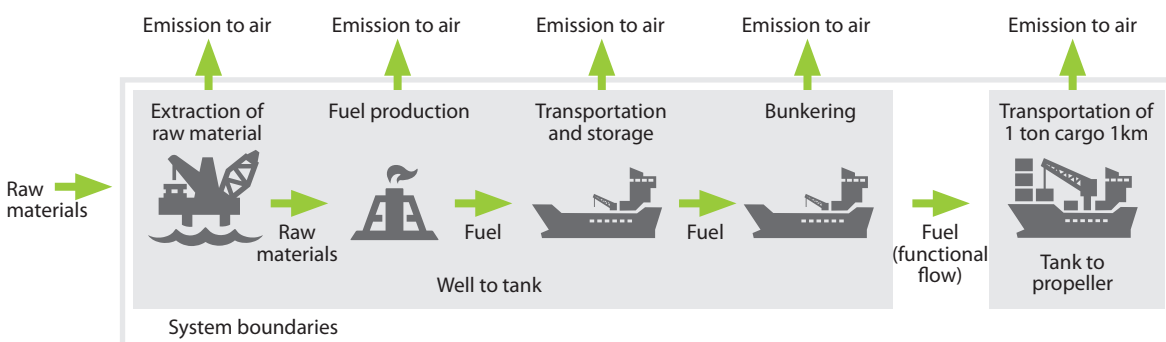 Emission to air
Emission to air
Emission to air
Emission to air
Emission to air
Extraction of
raw material
Fuel production
Transportation
and storage
Bunkering
Transportation of
1 ton cargo 1km
Raw
materials
Raw
materials
Fuel
Fuel
Fuel
(functional
flow)
Tank to
propeller
Well to tank
System boundaries